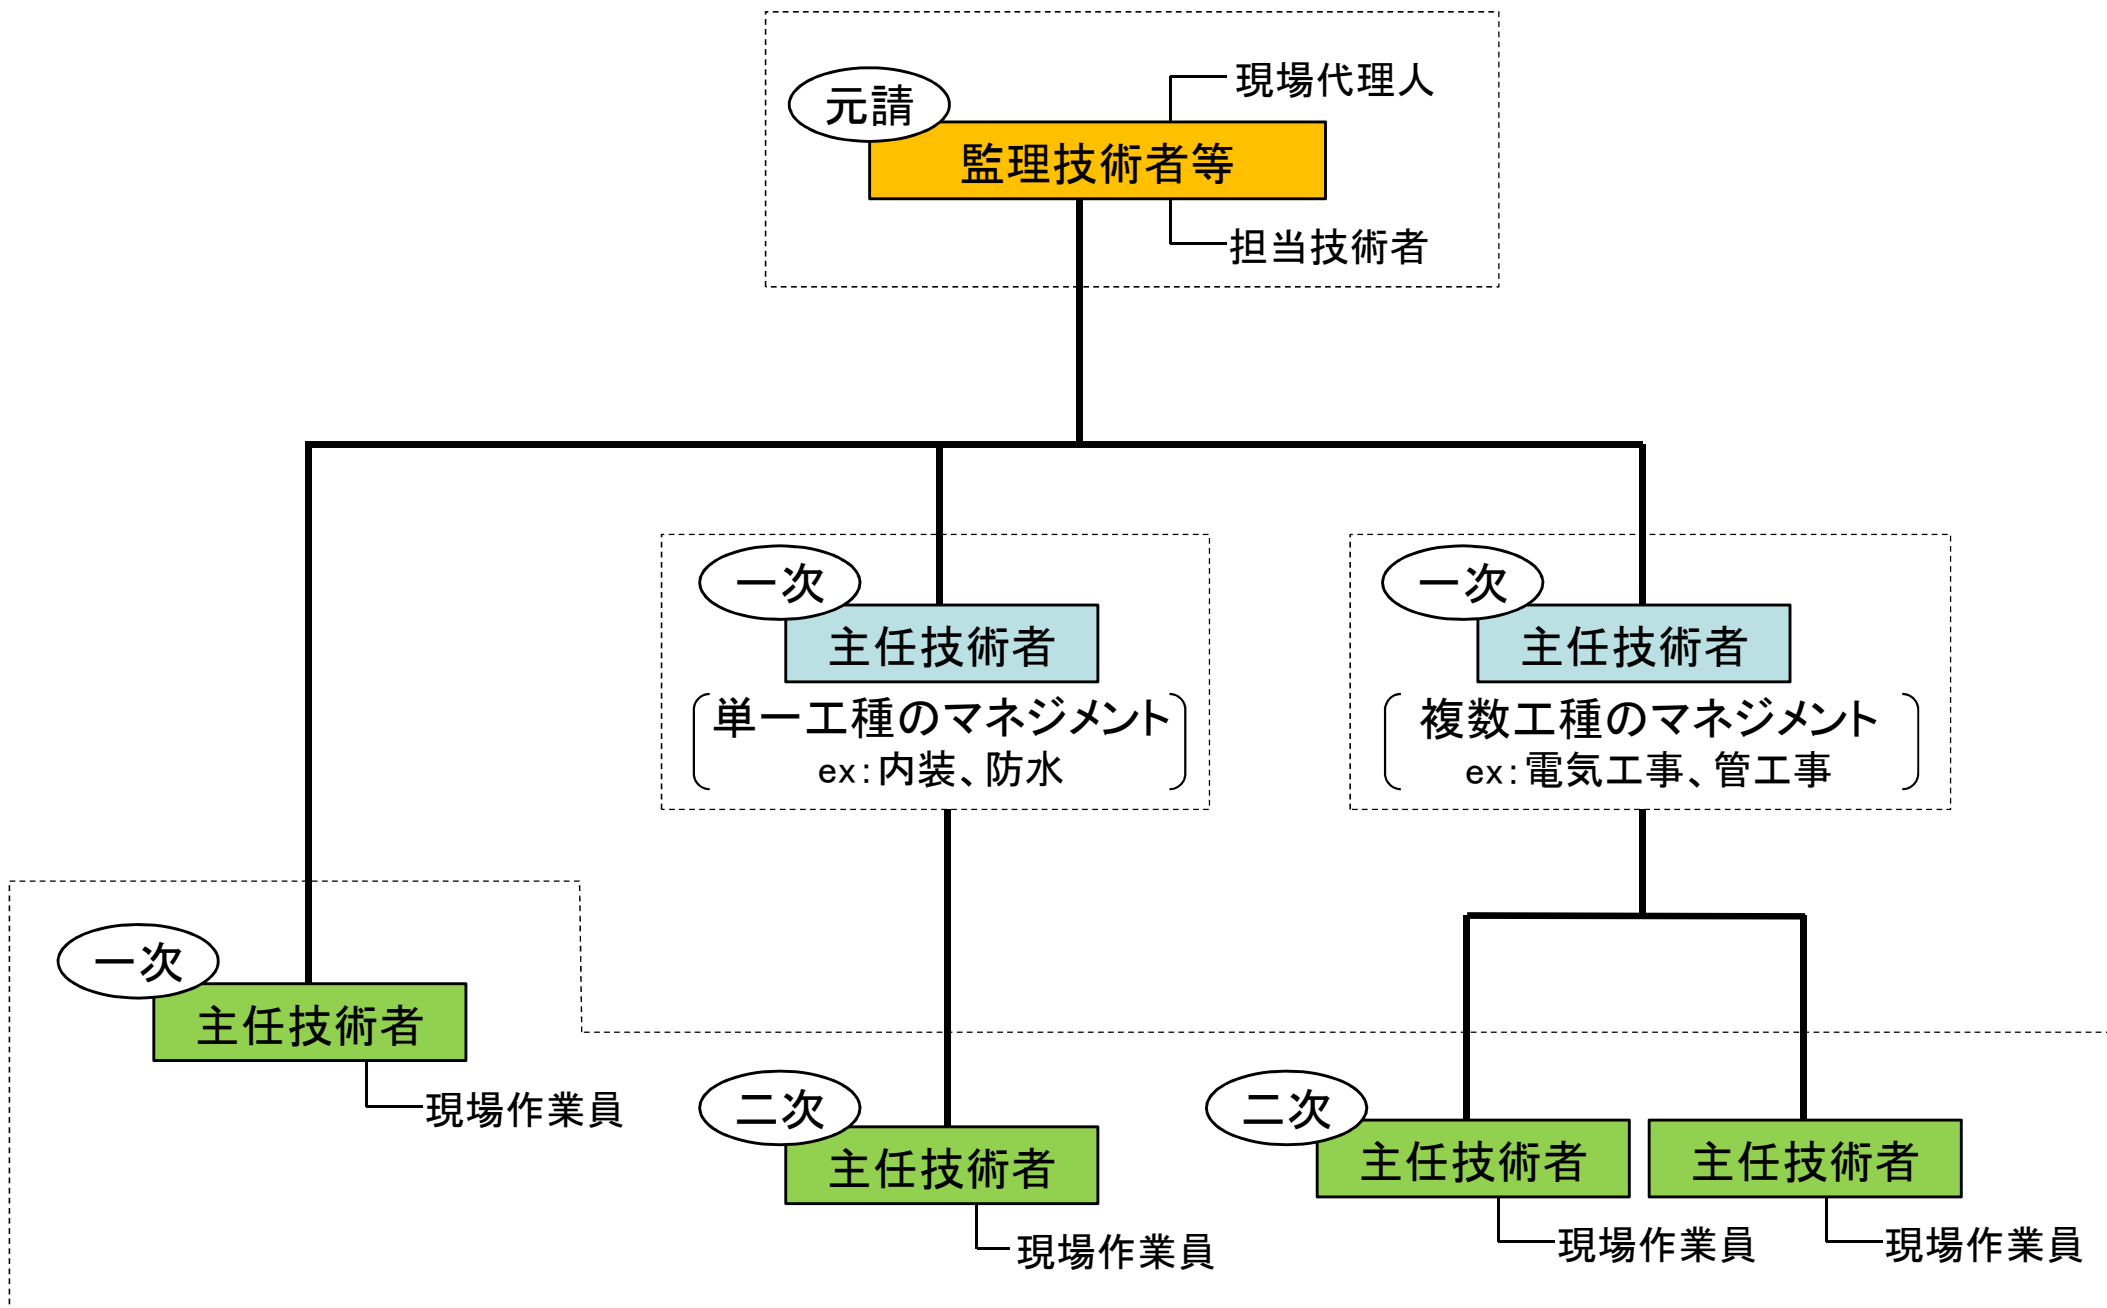 元請
現場代理人
監理技術者等
担当技術者
一次
主任技術者
単一工種のマネジメント
ex:内装、防水
一次
主任技術者
複数工種のマネジメント
ex:電気工事、管工事
一次
主任技術者
現場作業員
二次
主任技術者
現場作業員
二次
主任技術者
現場作業員
主任技術者
現場作業員